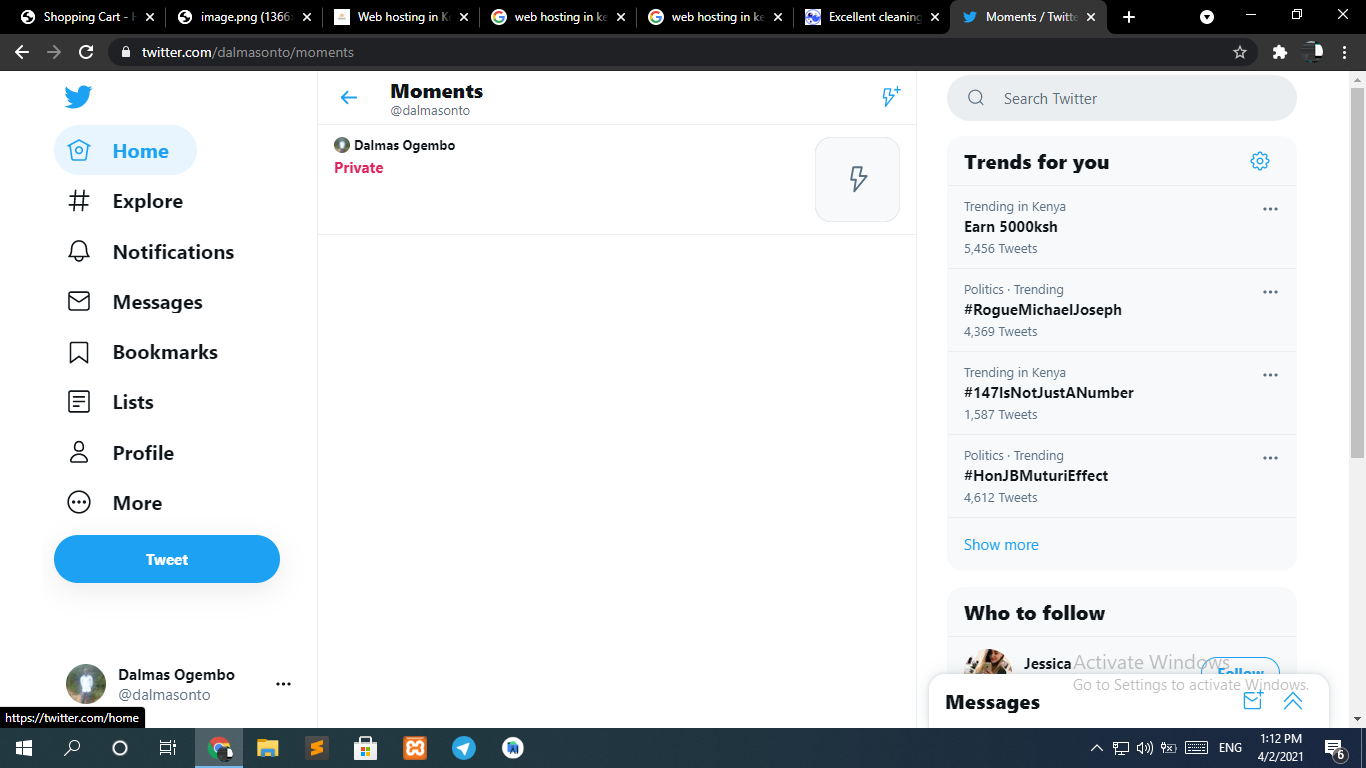 Shopping Cart - H
image.png (1366
Web hosting in K
web hosting in ke
web hosting in ke
Excellent cleaning
Moments / Twitte
twitter.com/dalmasonto/moments
Home
Explore
Notifications
Messages
Bookmarks
Lists
Profile
More
Tweet
Dalmas Ogembo
@dalmasonto
https://twitter.com/home
Moments
@dalmasonto
Dalmas Ogembo
Private
Search Twitter
Trends for you
Trending in Kenya
Earn 5000ksh
5,456 Tweets
Politics · Trending
#RogueMichaelJoseph
4,369 Tweets
Trending in Kenya
#147IsNotJustANumber
1,587 Tweets
Politics · Trending
#HonJBMuturiEffect
4,612 Tweets
Show more
Who to follow
Jessica
Follow
Activate Windows
Go to Settings to activate Windows.
Messages
ENG
1:12 PM
4/2/2021
6